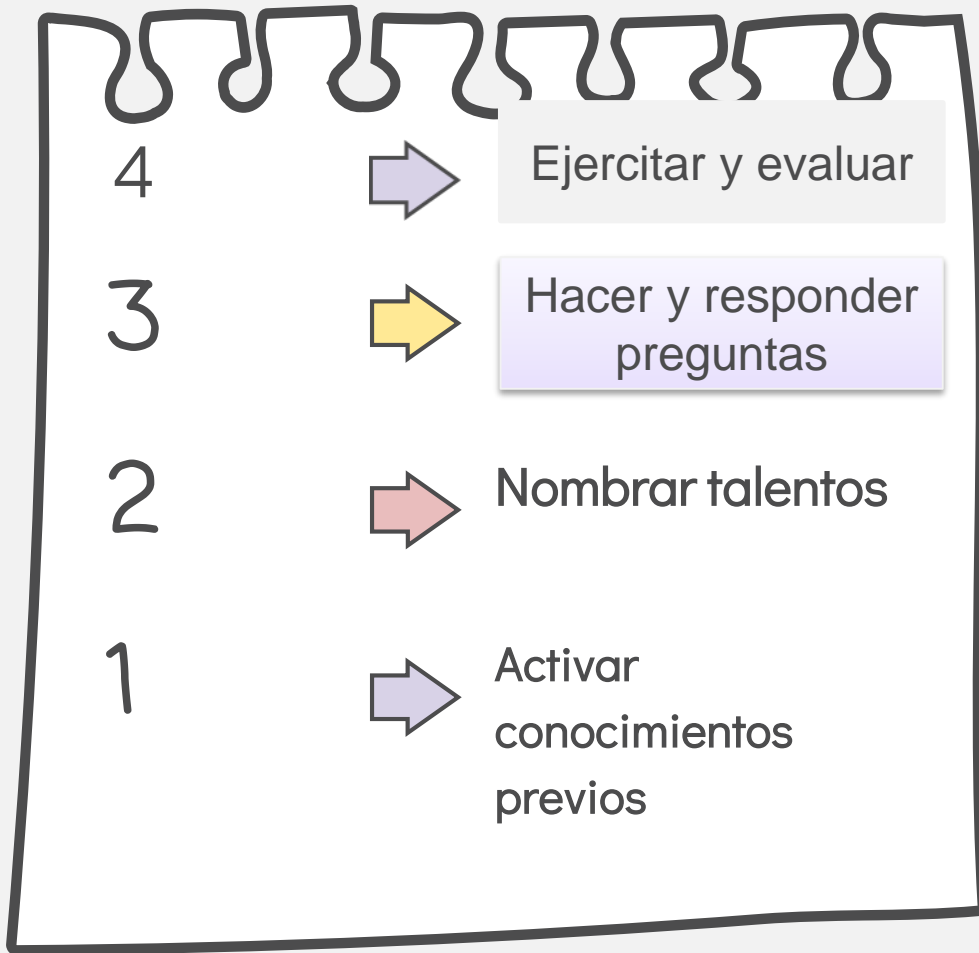 4
Ejercitar y evaluar
3
Hacer y responder
preguntas
2
Nombrar talentos
1
Activar
conocimientos
previos